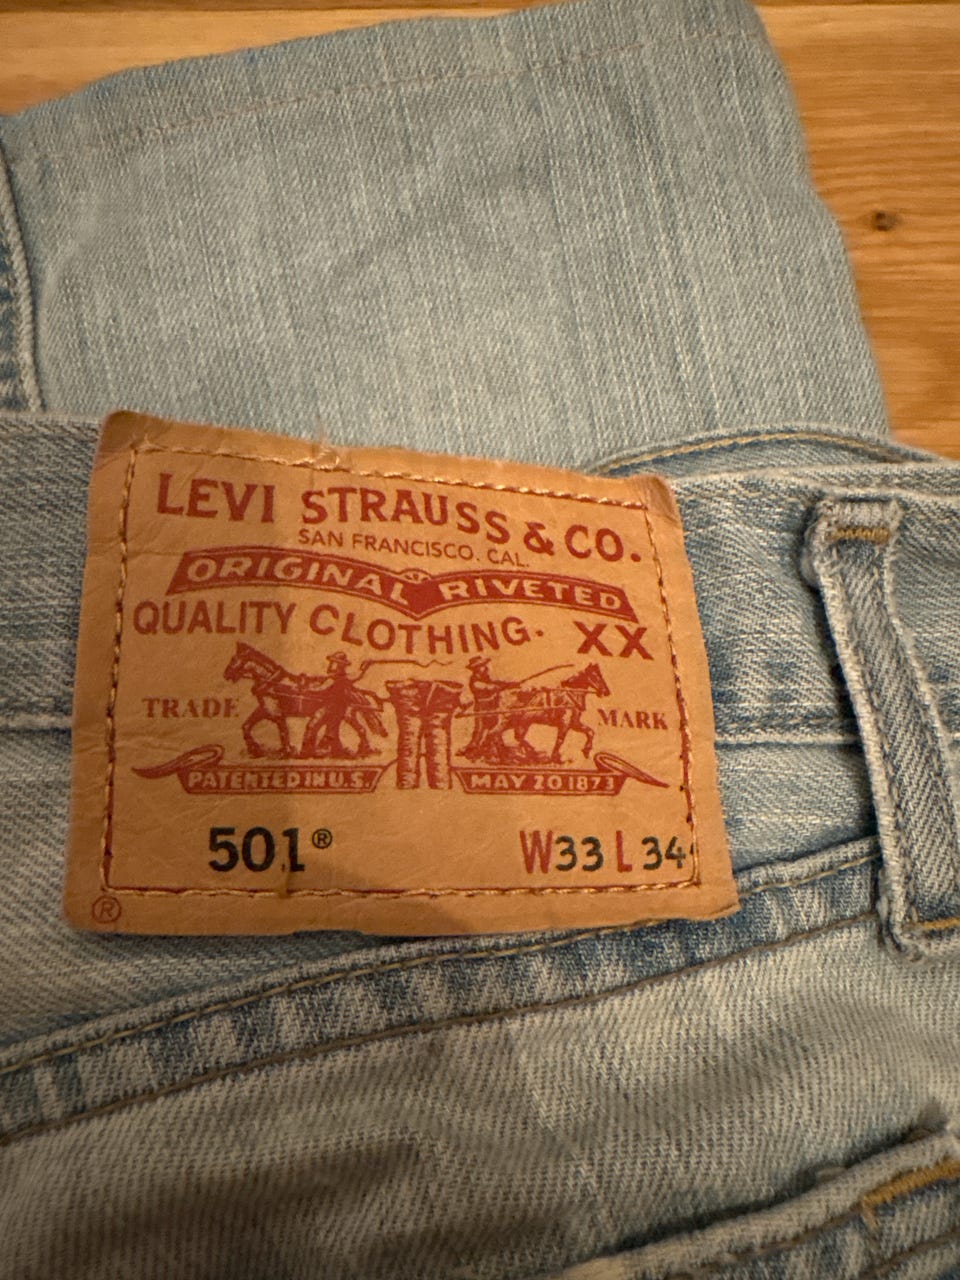 LEVI STRAUSS & CO.
SAN FRANCISCO. CAL.
ORIGINAL RIVETED
QUALITY CLOTHING. XX
TRADE MARK
PATENTED IN U.S. MAY 20 1873
501® W33 L 34
®